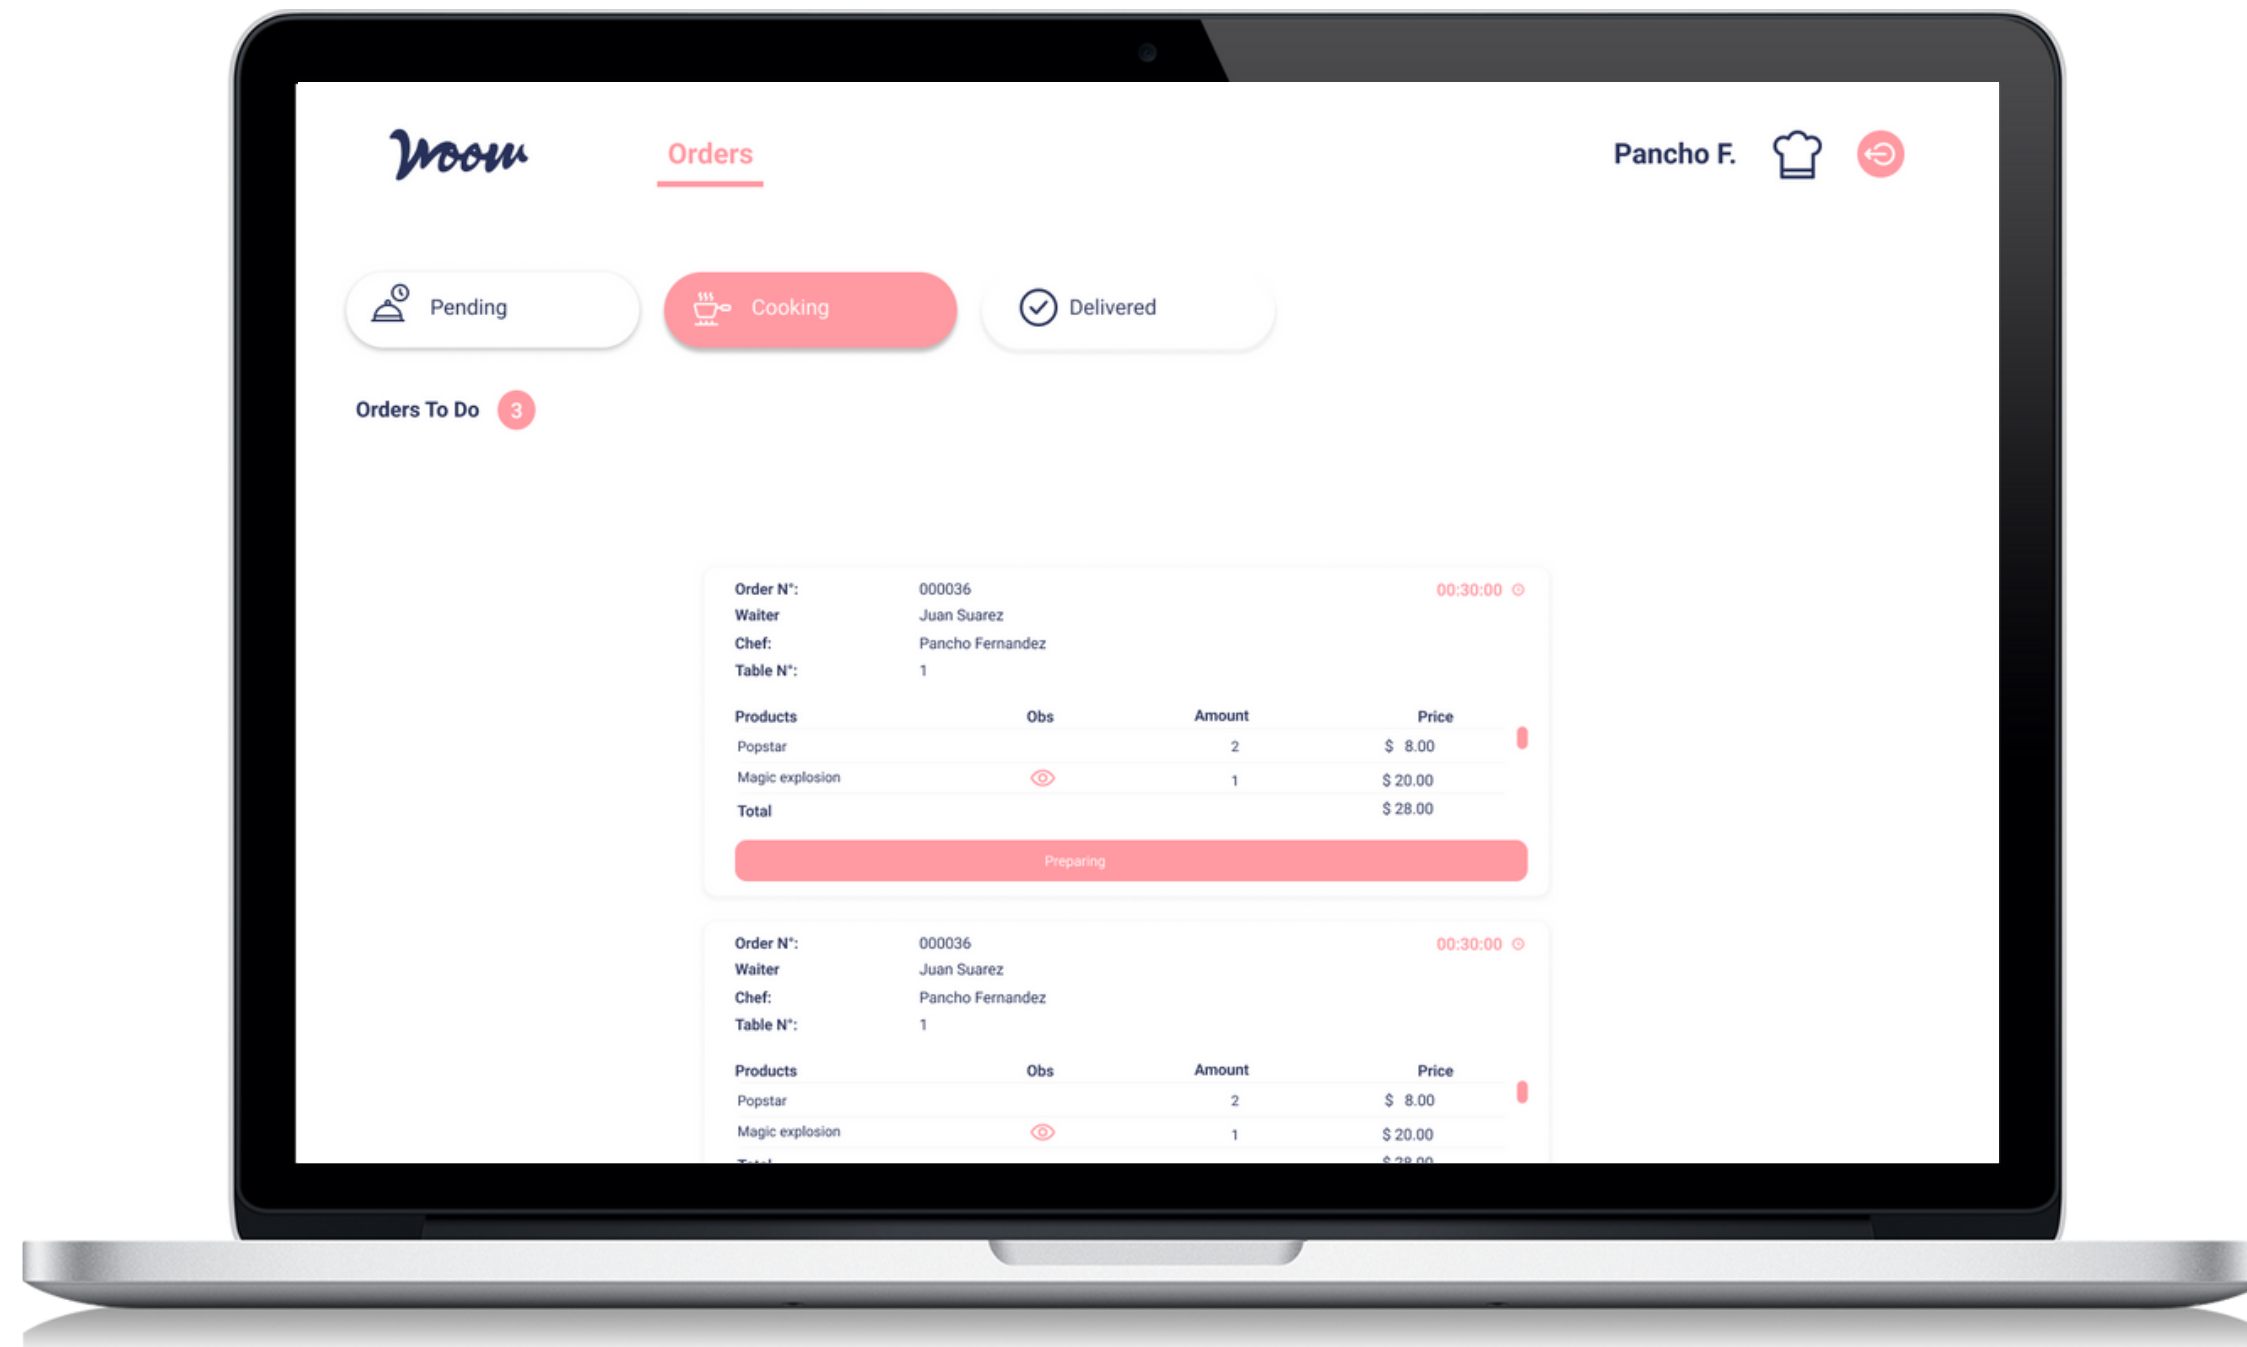 Woow
Orders
Pancho F.
Pending
Cooking
Delivered
Orders To Do 3
Order N°: 000036 00:30:00
Waiter Juan Suarez
Chef: Pancho Fernandez
Table N°: 1
Products Obs Amount Price
Popstar 2 $ 8.00
Magic explosion 1 $ 20.00
Total $ 28.00
Preparing
Order N°: 000036 00:30:00
Waiter Juan Suarez
Chef: Pancho Fernandez
Table N°: 1
Products Obs Amount Price
Popstar 2 $ 8.00
Magic explosion 1 $ 20.00
Total $ 28.00